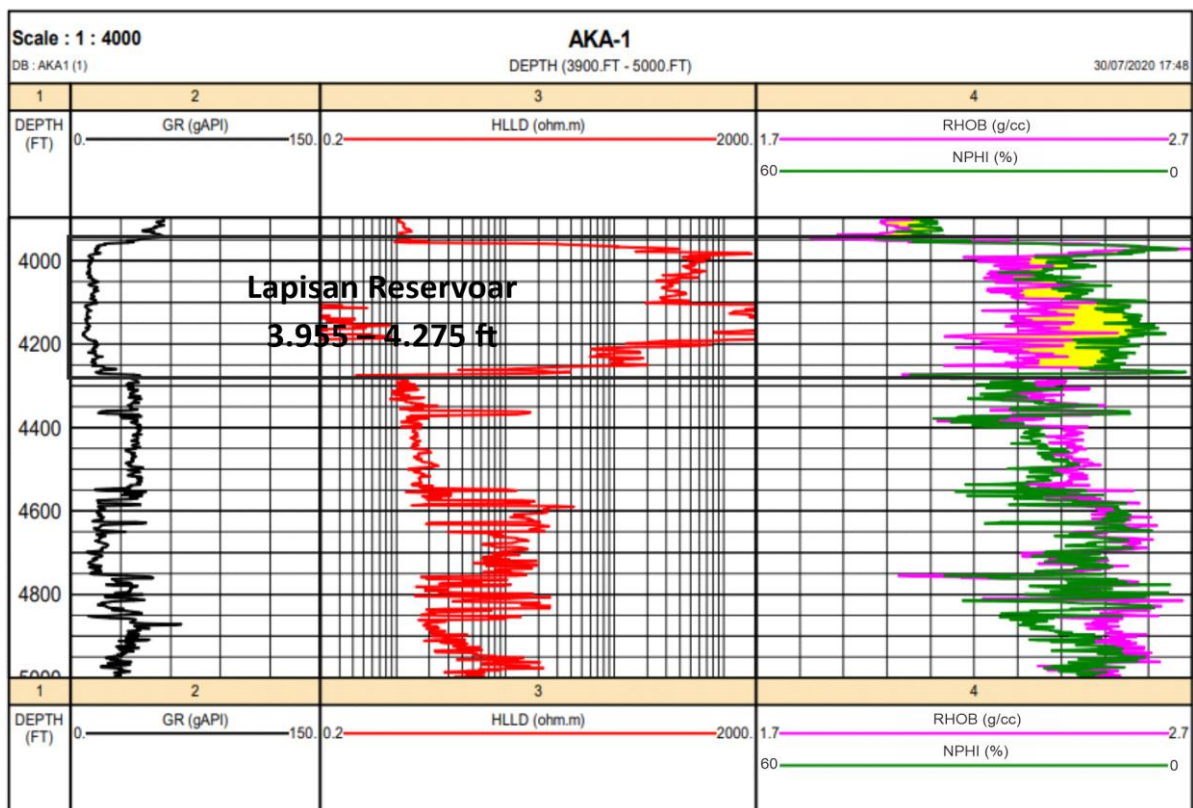 Scale : 1 : 4000
AKA-1
DB : AKA1 (1)
DEPTH (3900.FT - 5000.FT)
30/07/2020 17:48
1 2 3 4
DEPTH (FT)
0. GR (gAPI) 150.
0.2 HLLD (ohm.m) 2000.
1.7 RHOB (g/cc) 2.7
60 NPHI (%) 0
4000
Lapisan Reservoar
3.955 – 4.275 ft
4200
4400
4600
4800
5000
1 2 3 4
DEPTH (FT)
0. GR (gAPI) 150.
0.2 HLLD (ohm.m) 2000.
1.7 RHOB (g/cc) 2.7
60 NPHI (%) 0